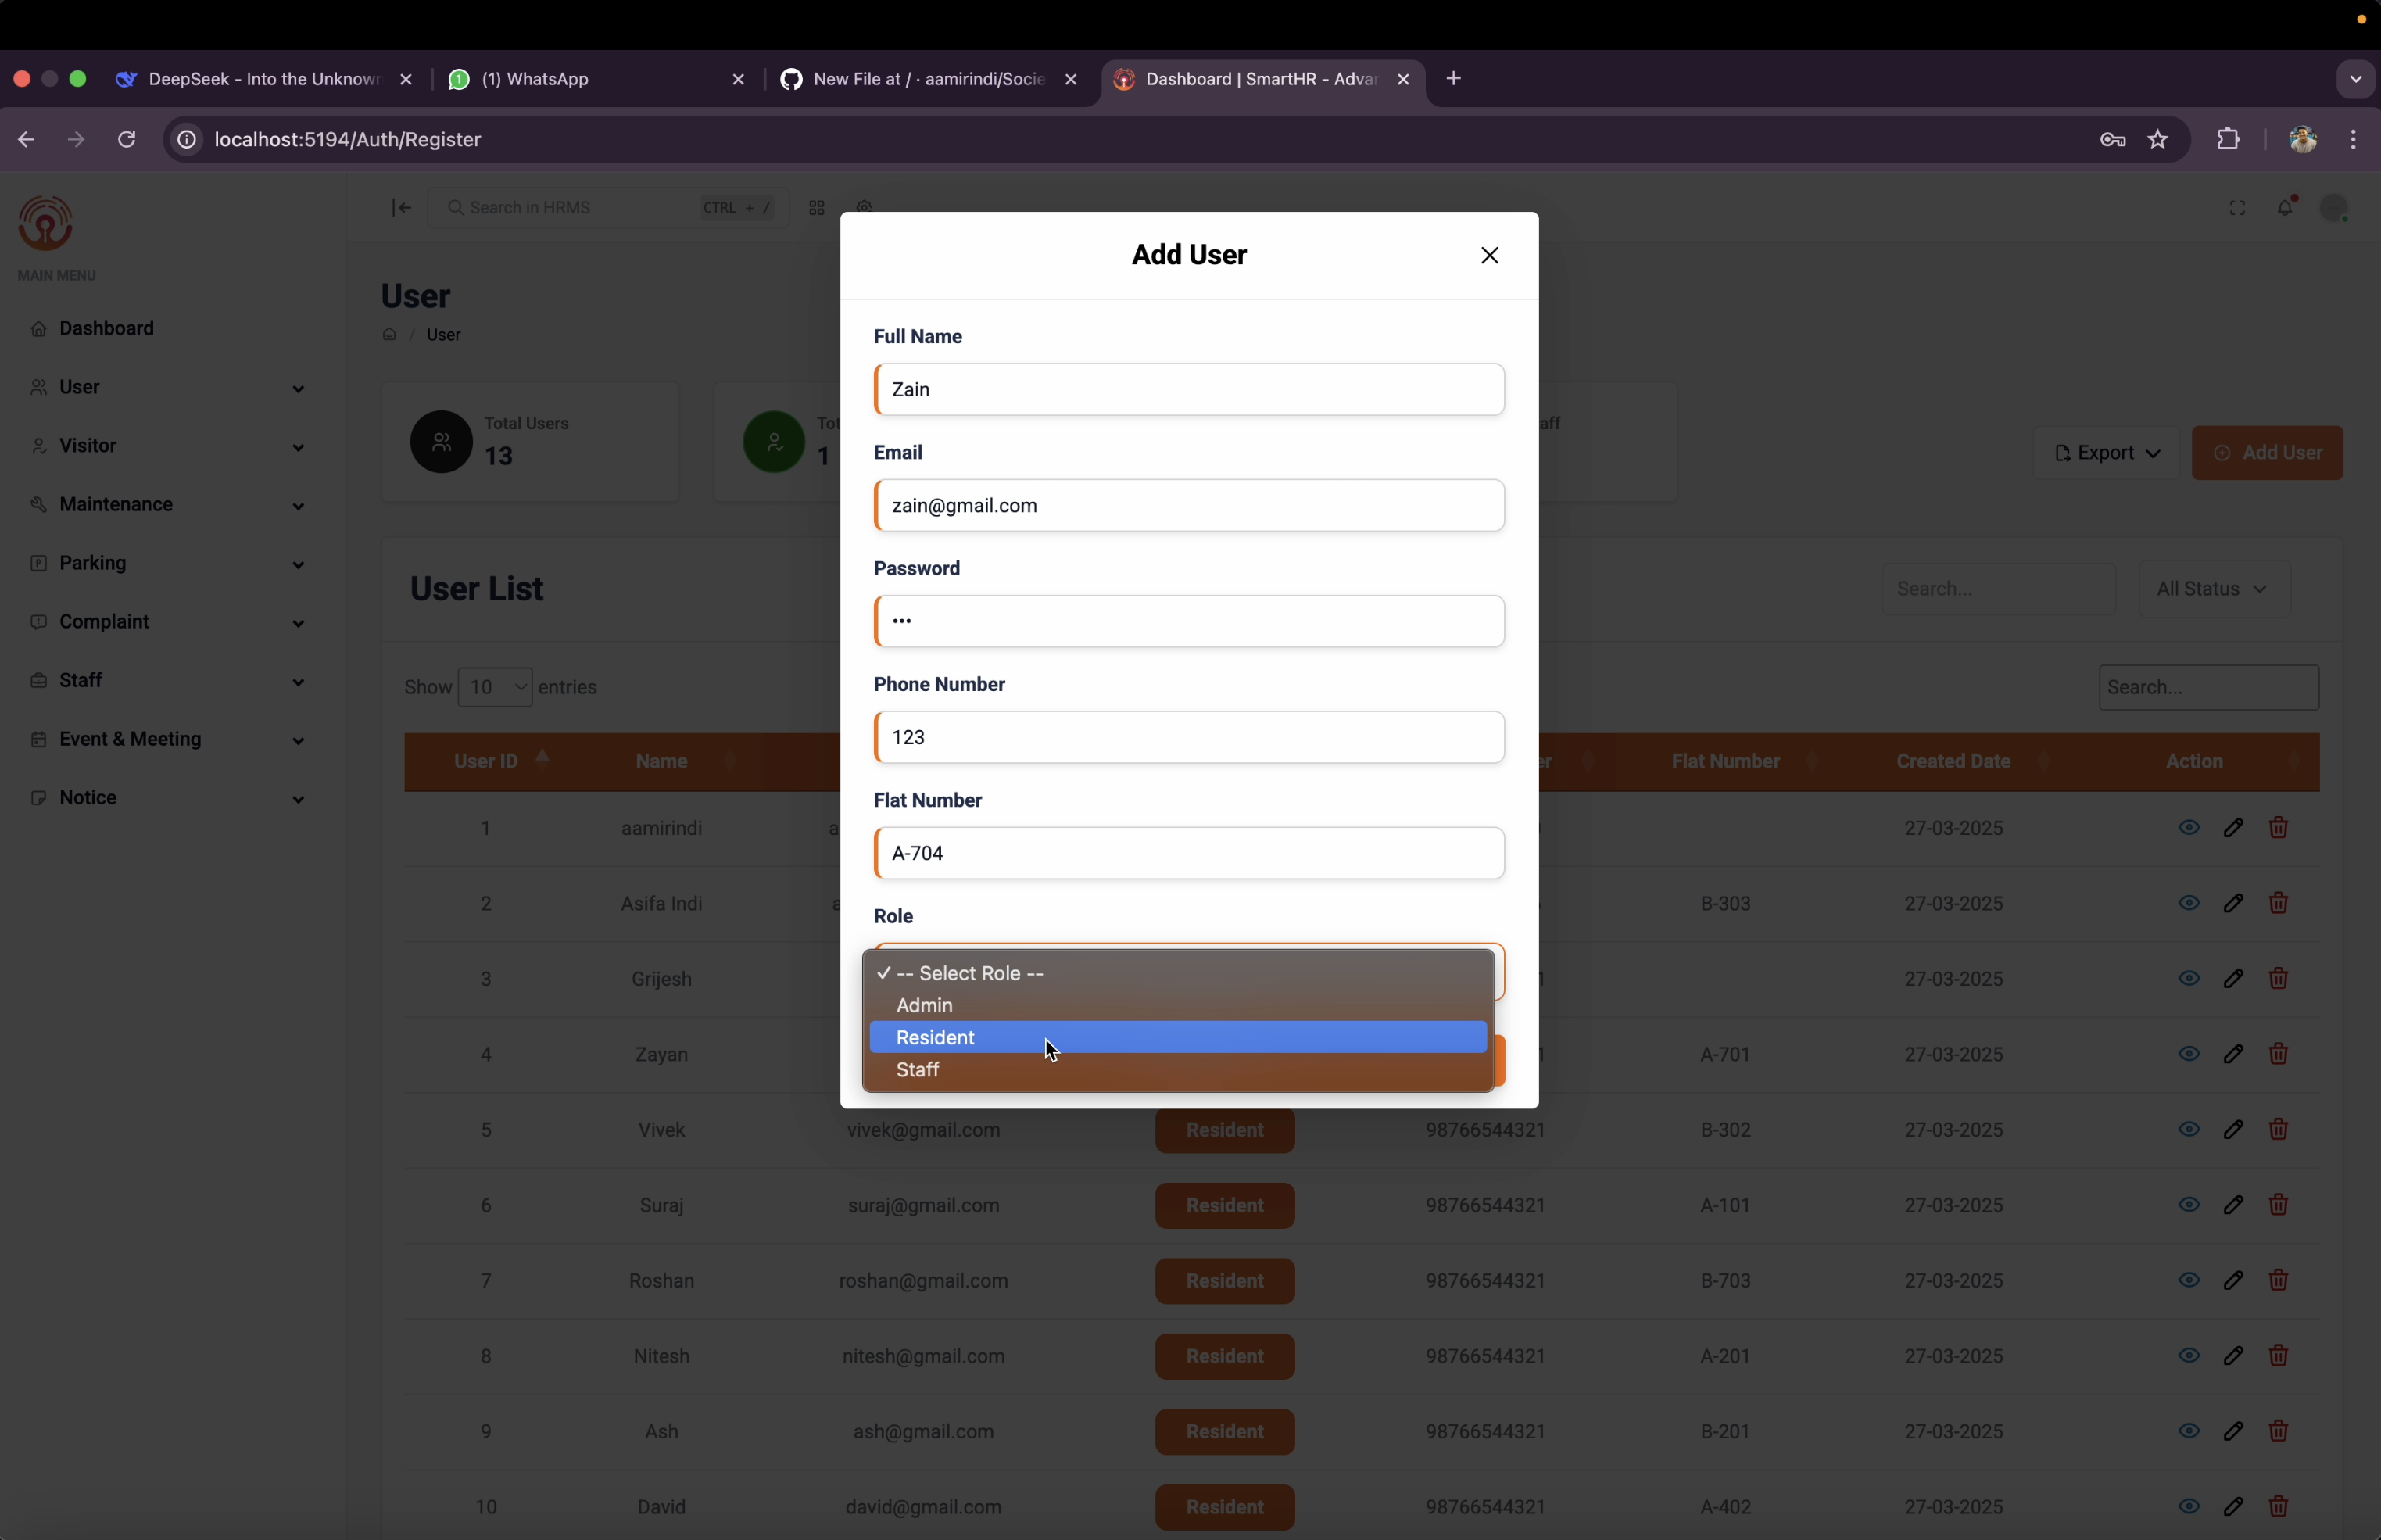 DeepSeek - Into the Unknown
(1) WhatsApp
New File at / · aamirindi/Socie
Dashboard | SmartHR - Advan
localhost:5194/Auth/Register
Search in HRMS
CTRL + /
MAIN MENU
Dashboard
User
Visitor
Maintenance
Parking
Complaint
Staff
Event & Meeting
Notice
User
/ User
Total Users
13
Tot
1
aff
Export
Add User
User List
Search...
All Status
Show 10 entries
Search...
User ID Name er Flat Number Created Date Action
1 aamirindi a 27-03-2025
2 Asifa Indi a B-303 27-03-2025
3 Grijesh 1 27-03-2025
4 Zayan 1 A-701 27-03-2025
5 Vivek vivek@gmail.com Resident 98766544321 B-302 27-03-2025
6 Suraj suraj@gmail.com Resident 98766544321 A-101 27-03-2025
7 Roshan roshan@gmail.com Resident 98766544321 B-703 27-03-2025
8 Nitesh nitesh@gmail.com Resident 98766544321 A-201 27-03-2025
9 Ash ash@gmail.com Resident 98766544321 B-201 27-03-2025
10 David david@gmail.com Resident 98766544321 A-402 27-03-2025
Add User
Full Name
Zain
Email
zain@gmail.com
Password
•••
Phone Number
123
Flat Number
A-704
Role
-- Select Role --
Admin
Resident
Staff